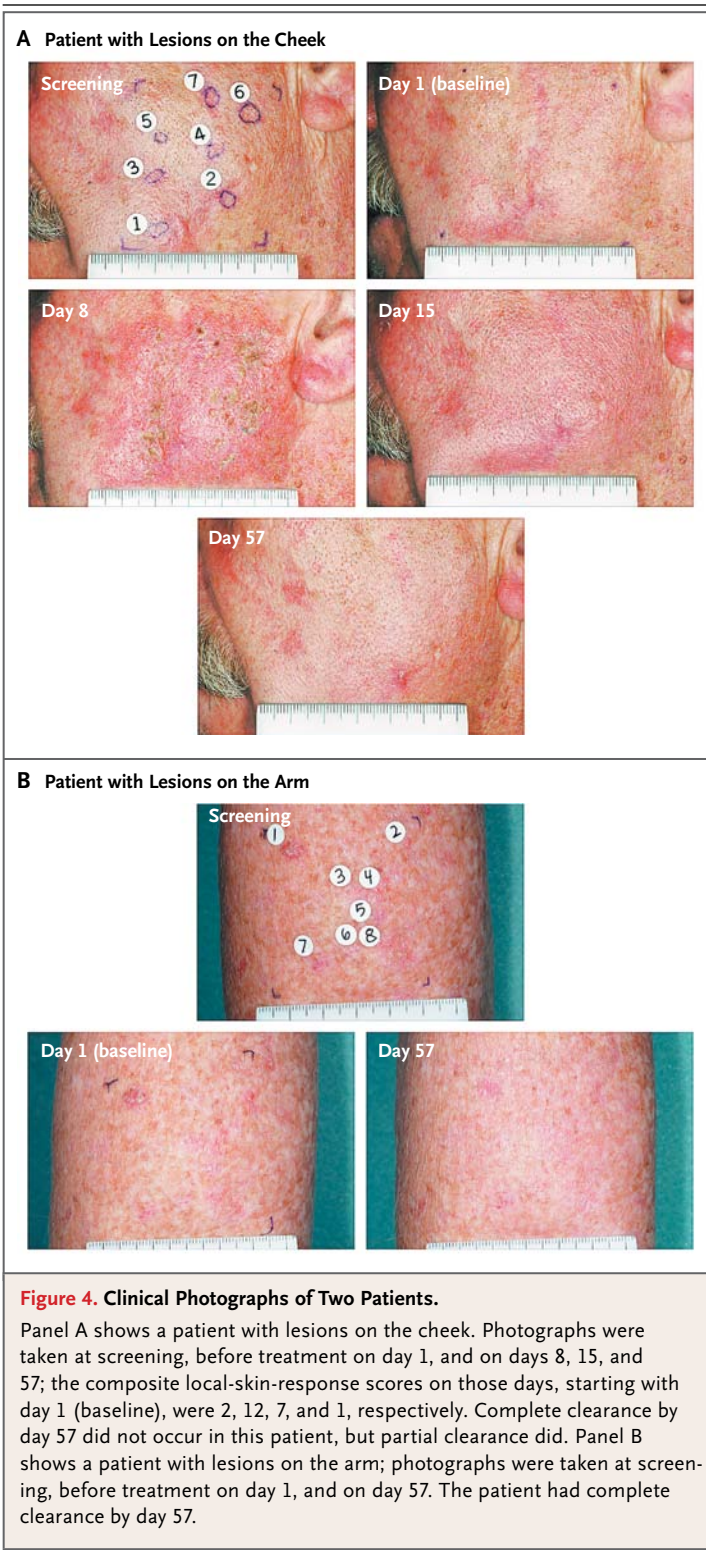 A Patient with Lesions on the Cheek
Screening
7
6
5
4
3
2
1
Day 1 (baseline)
Day 8
Day 15
Day 57
B Patient with Lesions on the Arm
Screening
1
2
3 4
5
6 8
7
Day 1 (baseline)
Day 57
Figure 4. Clinical Photographs of Two Patients.
Panel A shows a patient with lesions on the cheek. Photographs were
taken at screening, before treatment on day 1, and on days 8, 15, and
57; the composite local-skin-response scores on those days, starting with
day 1 (baseline), were 2, 12, 7, and 1, respectively. Complete clearance by
day 57 did not occur in this patient, but partial clearance did. Panel B
shows a patient with lesions on the arm; photographs were taken at screen-
ing, before treatment on day 1, and on day 57. The patient had complete
clearance by day 57.